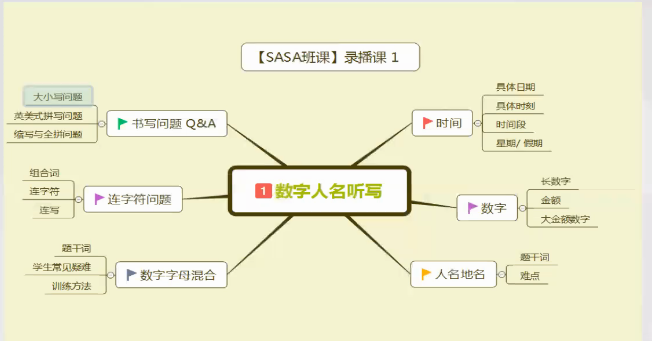 【SASA班课】录播课 1
1 数字人名听写
书写问题 Q&A
大小写问题
英美式拼写问题
缩写与全拼问题
连字符问题
组合词
连字符
连写
数字字母混合
题干词
学生常见疑难
训练方法
时间
具体日期
具体时刻
时间段
星期/ 假期
数字
长数字
金额
大金额数字
人名地名
题干词
难点